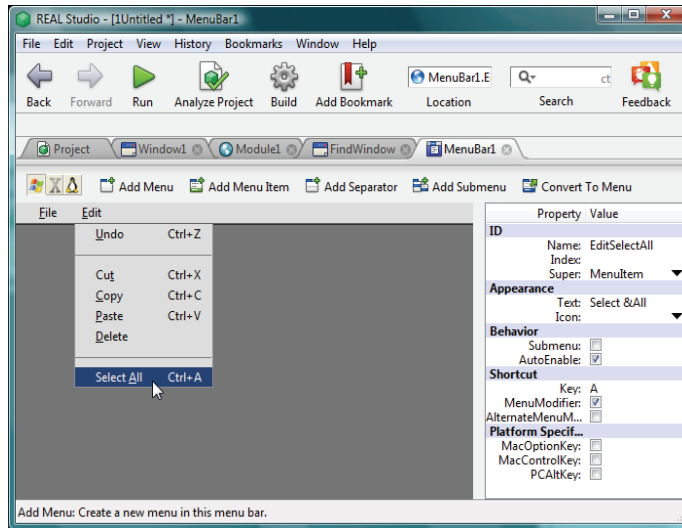 REAL Studio - [1Untitled *] - MenuBar1
File Edit Project View History Bookmarks Window Help
MenuBar1.E
ct
Back Forward Run Analyze Project Build Add Bookmark Location Search Feedback
Project Window1 Module1 FindWindow MenuBar1
Add Menu Add Menu Item Add Separator Add Submenu Convert To Menu
File Edit
Undo Ctrl+Z
Cut Ctrl+X
Copy Ctrl+C
Paste Ctrl+V
Delete
Select All Ctrl+A
Property Value
ID
Name: EditSelectAll
Index:
Super: MenuItem
Appearance
Text: Select &All
Icon:
Behavior
Submenu:
AutoEnable:
Shortcut
Key: A
MenuModifier:
AlternateMenuM...
Platform Specif...
MacOptionKey:
MacControlKey:
PCAltKey:
Add Menu: Create a new menu in this menu bar.